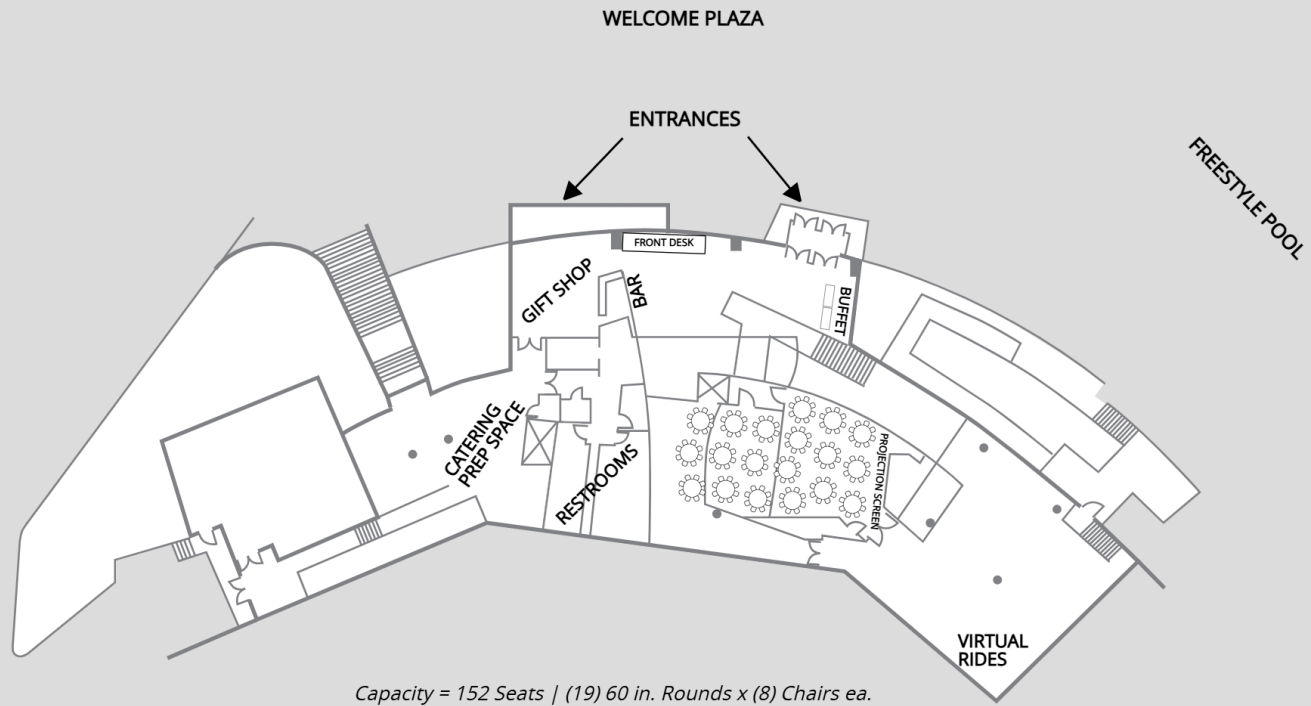 WELCOME PLAZA
ENTRANCES
FREESTYLE POOL
FRONT DESK
GIFT SHOP
BAR
BUFFET
CATERING
PREP SPACE
RESTROOMS
PROJECTION SCREEN
VIRTUAL
RIDES
Capacity = 152 Seats | (19) 60 in. Rounds x (8) Chairs ea.